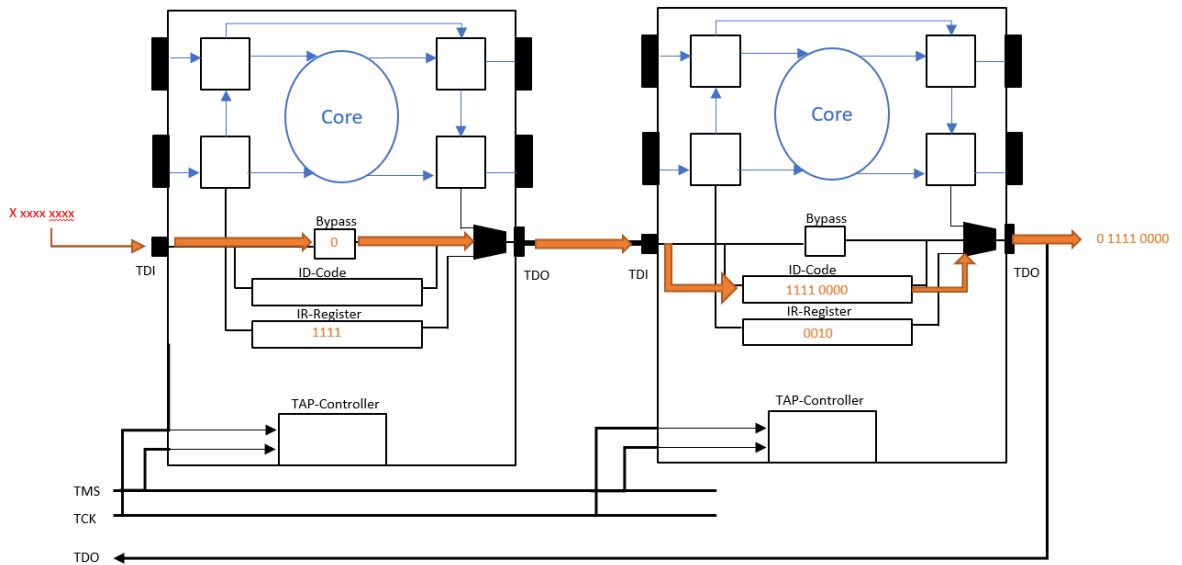 Core
Core
X xxxx xxxx
Bypass
0
TDI
ID-Code
TDO
IR-Register
1111
Bypass
0 1111 0000
TDI
ID-Code
1111 0000
TDO
IR-Register
0010
TAP-Controller
TAP-Controller
TMS
TCK
TDO